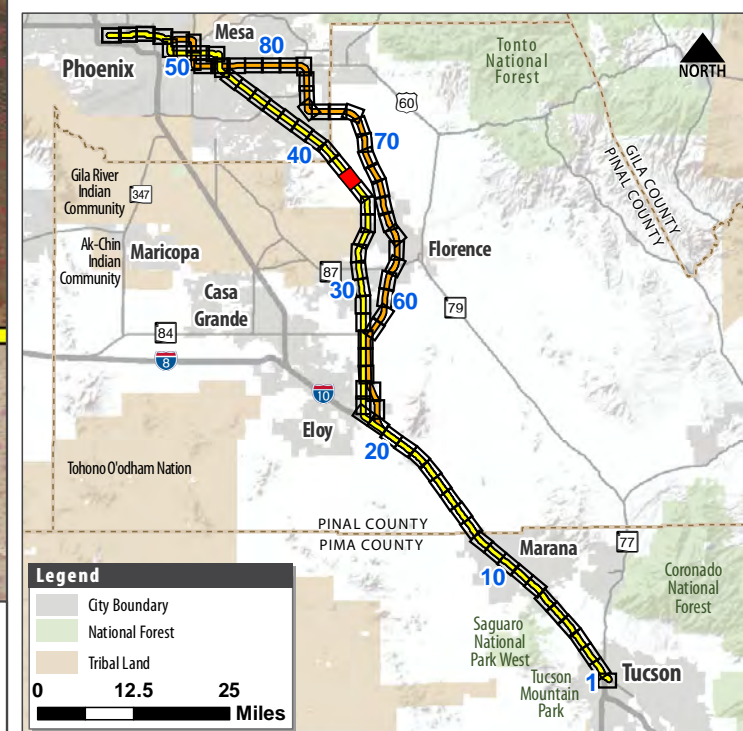 Mesa
80
Tonto
National
Forest
NORTH
Phoenix
50
60
40
70
GILA COUNTY
PINAL COUNTY
Gila River
Indian
Community
347
Ak-Chin
Indian
Community
Maricopa
Florence
87
Casa
Grande
30
60
79
84
8
10
Eloy
20
Tohono O'odham Nation
PINAL COUNTY
PIMA COUNTY
Marana
77
10
Coronado
National
Forest
Saguaro
National
Park West
Tucson
Mountain
Park
1
Tucson
Legend
City Boundary
National Forest
Tribal Land
0 12.5 25
Miles